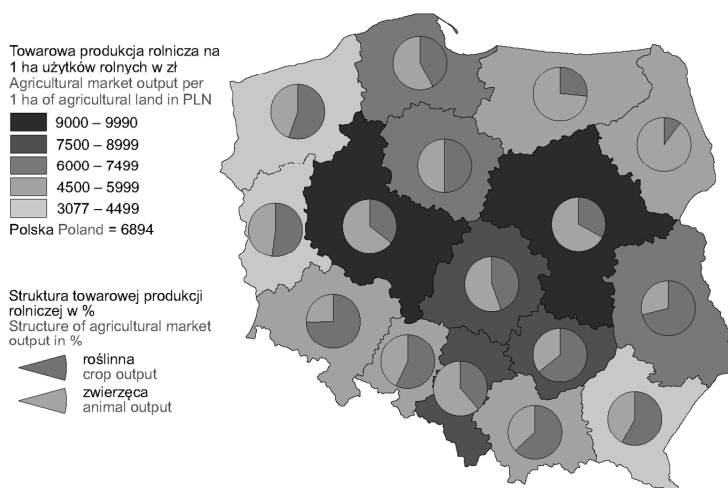 Towarowa produkcja rolnicza na
1 ha użytków rolnych w zł
Agricultural market output per
1 ha of agricultural land in PLN
9000 – 9990
7500 – 8999
6000 – 7499
4500 – 5999
3077 – 4499
Polska Poland = 6894
Struktura towarowej produkcji
rolniczej w %
Structure of agricultural market
output in %
roślinna
crop output
zwierzęca
animal output